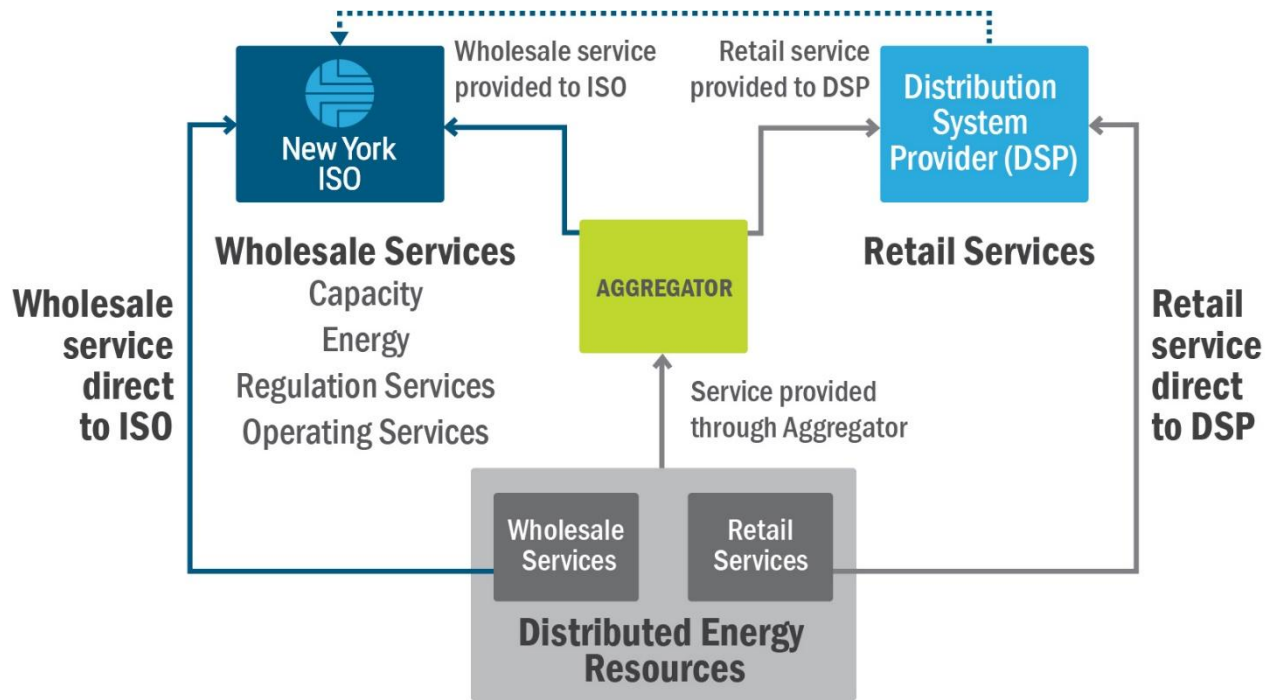 Wholesale service
provided to ISO
Retail service
provided to DSP
New York
ISO
Distribution
System
Provider (DSP)
Wholesale Services
Capacity
Energy
Regulation Services
Operating Services
AGGREGATOR
Retail Services
Wholesale
service
direct
to ISO
Retail
service
direct
to DSP
Service provided
through Aggregator
Wholesale
Services
Retail
Services
Distributed Energy
Resources